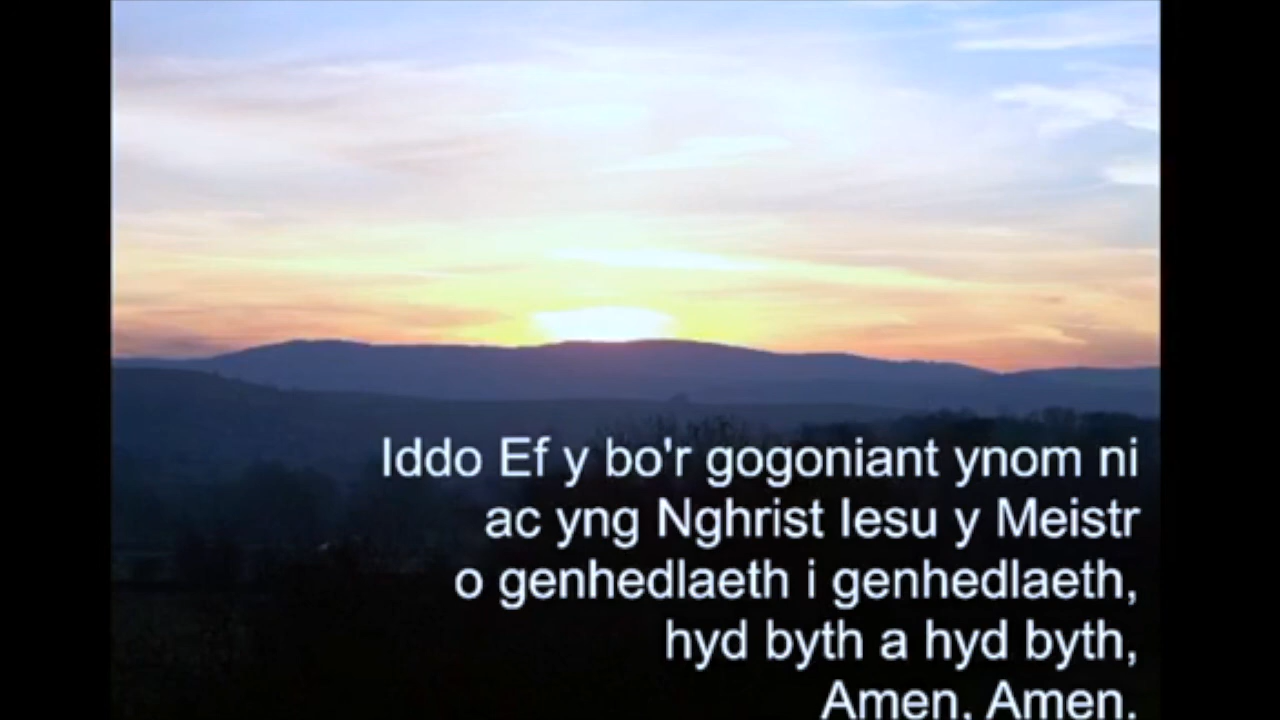 Iddo Ef y bo'r gogoniant ynom ni
ac yng Nghrist Iesu y Meistr
o genhedlaeth i genhedlaeth,
hyd byth a hyd byth,
Amen, Amen.